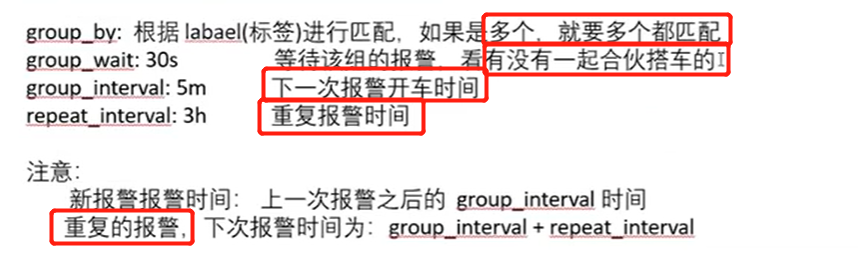 group_by: 根据 labael(标签)进行匹配，如果是多个，就要多个都匹配
group_wait: 30s 等待该组的报警，看有没有一起合伙搭车的
group_interval: 5m 下一次报警开车时间
repeat_interval: 3h 重复报警时间
注意：
新报警报警时间： 上一次报警之后的 group_interval 时间
重复的报警，下次报警时间为：group_interval + repeat_interval